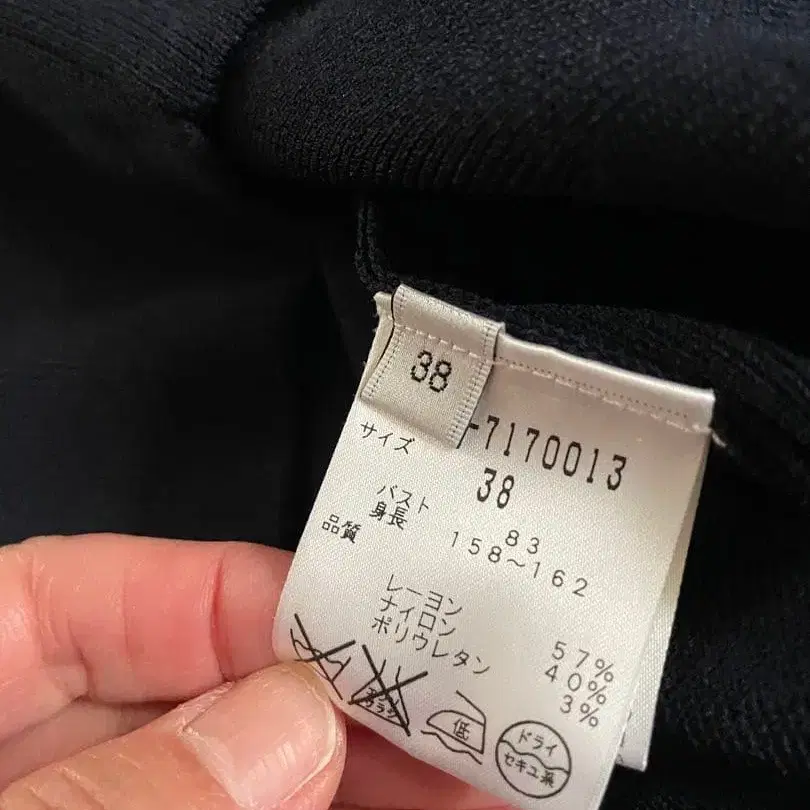 38
-7170013
サイズ 38
バスト 83
身長 158~162
品質
レーヨン 57%
ナイロン 40%
ポリウレタン 3%
低
ドライ
セキユ系